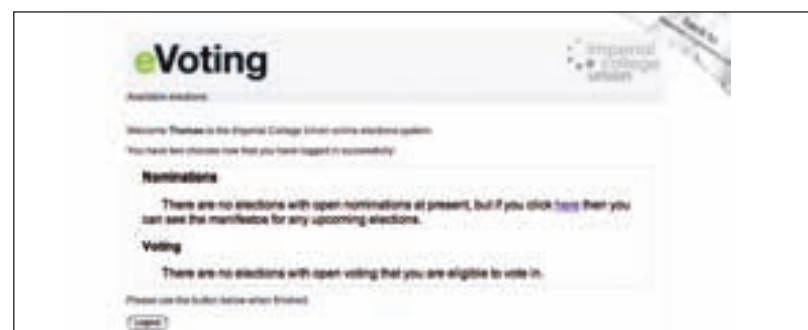 eVoting
imperial
college
union
back to
Available elections
Welcome Thomas to the Imperial College Union online elections system.
You have two choices now that you have logged in successfully!
Nominations
There are no elections with open nominations at present, but if you click here then you
can see the manifestos for any upcoming elections.
Voting
There are no elections with open voting that you are eligible to vote in.
Please use the button below when finished.
Logout